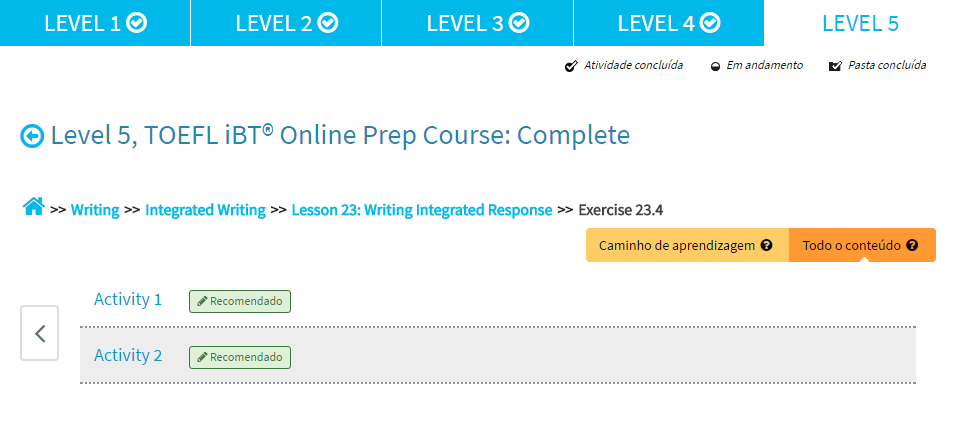 LEVEL 1 LEVEL 2 LEVEL 3 LEVEL 4 LEVEL 5
Atividade concluída Em andamento Pasta concluída
Level 5, TOEFL iBT® Online Prep Course: Complete
>> Writing >> Integrated Writing >> Lesson 23: Writing Integrated Response >> Exercise 23.4
Caminho de aprendizagem ? Todo o conteúdo ?
Activity 1 Recomendado
Activity 2 Recomendado